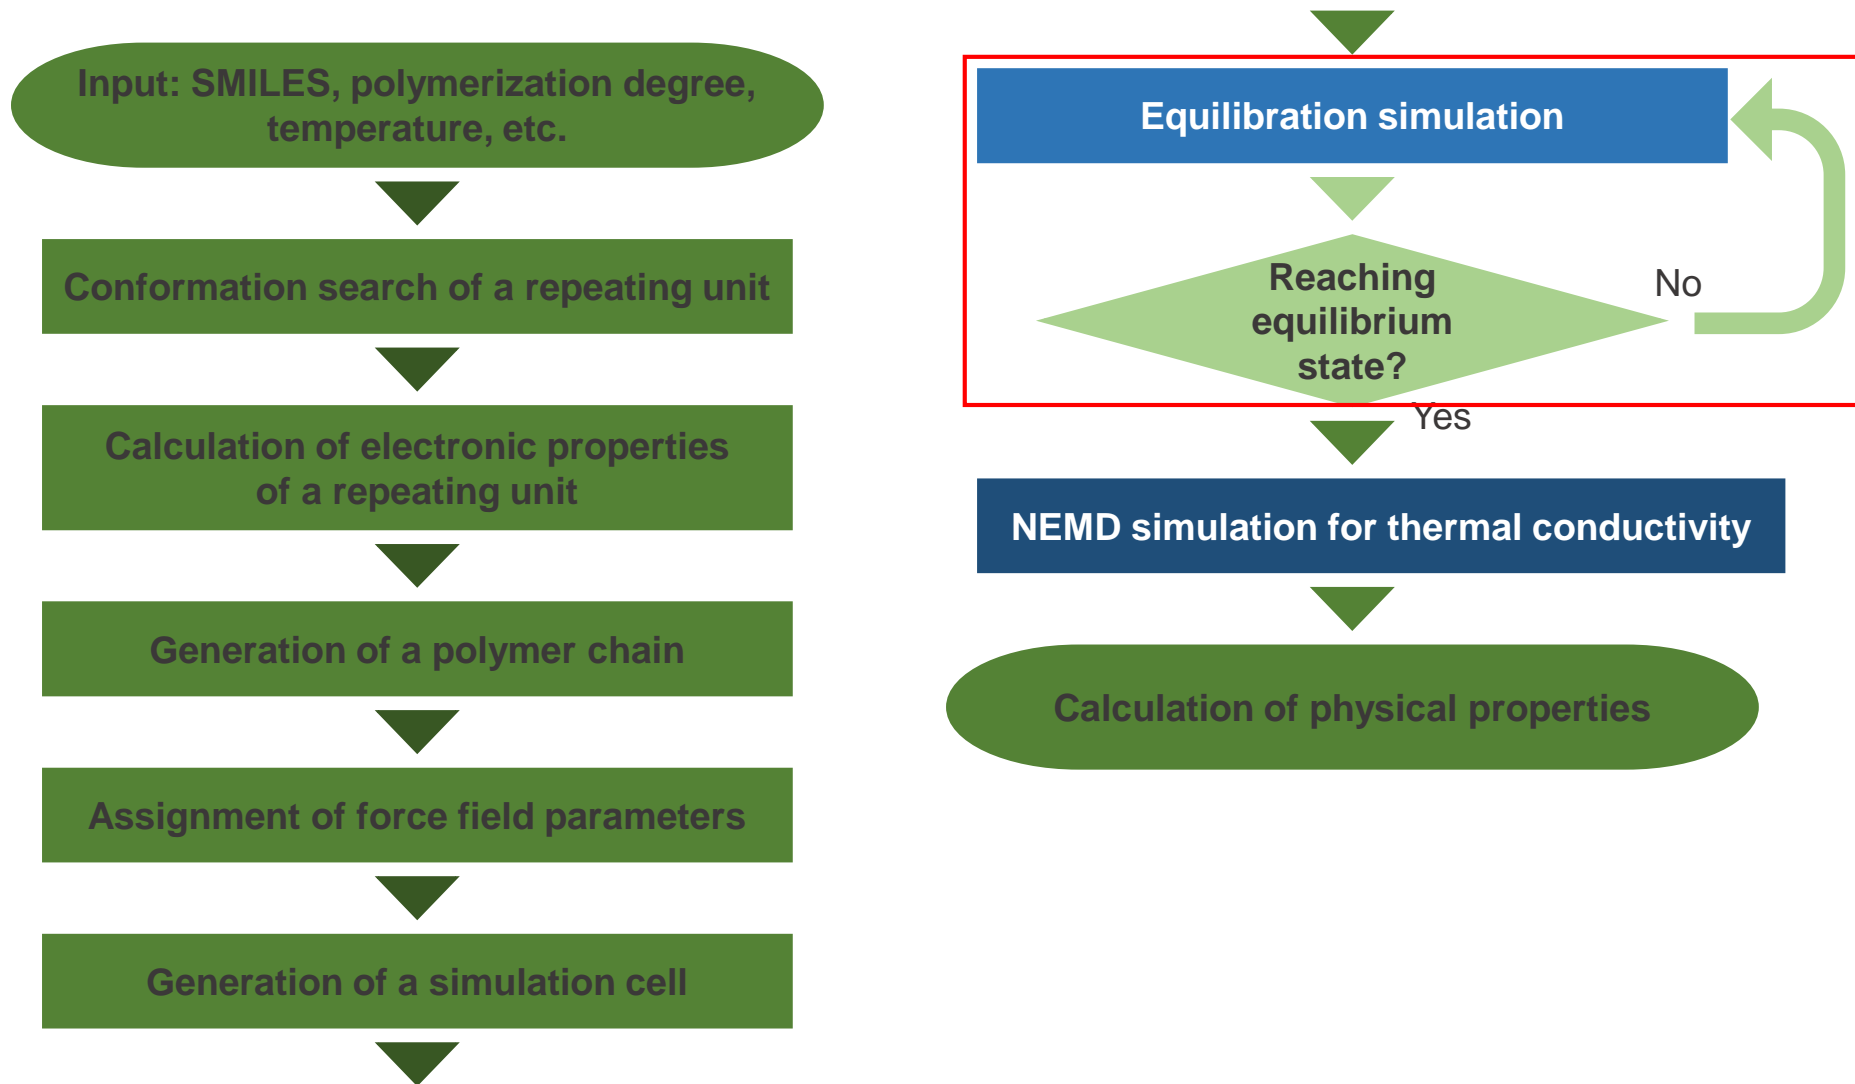 Input: SMILES, polymerization degree,
temperature, etc.
Conformation search of a repeating unit
Calculation of electronic properties
of a repeating unit
Generation of a polymer chain
Assignment of force field parameters
Generation of a simulation cell
Equilibration simulation
Reaching
equilibrium
state?
No
Yes
NEMD simulation for thermal conductivity
Calculation of physical properties